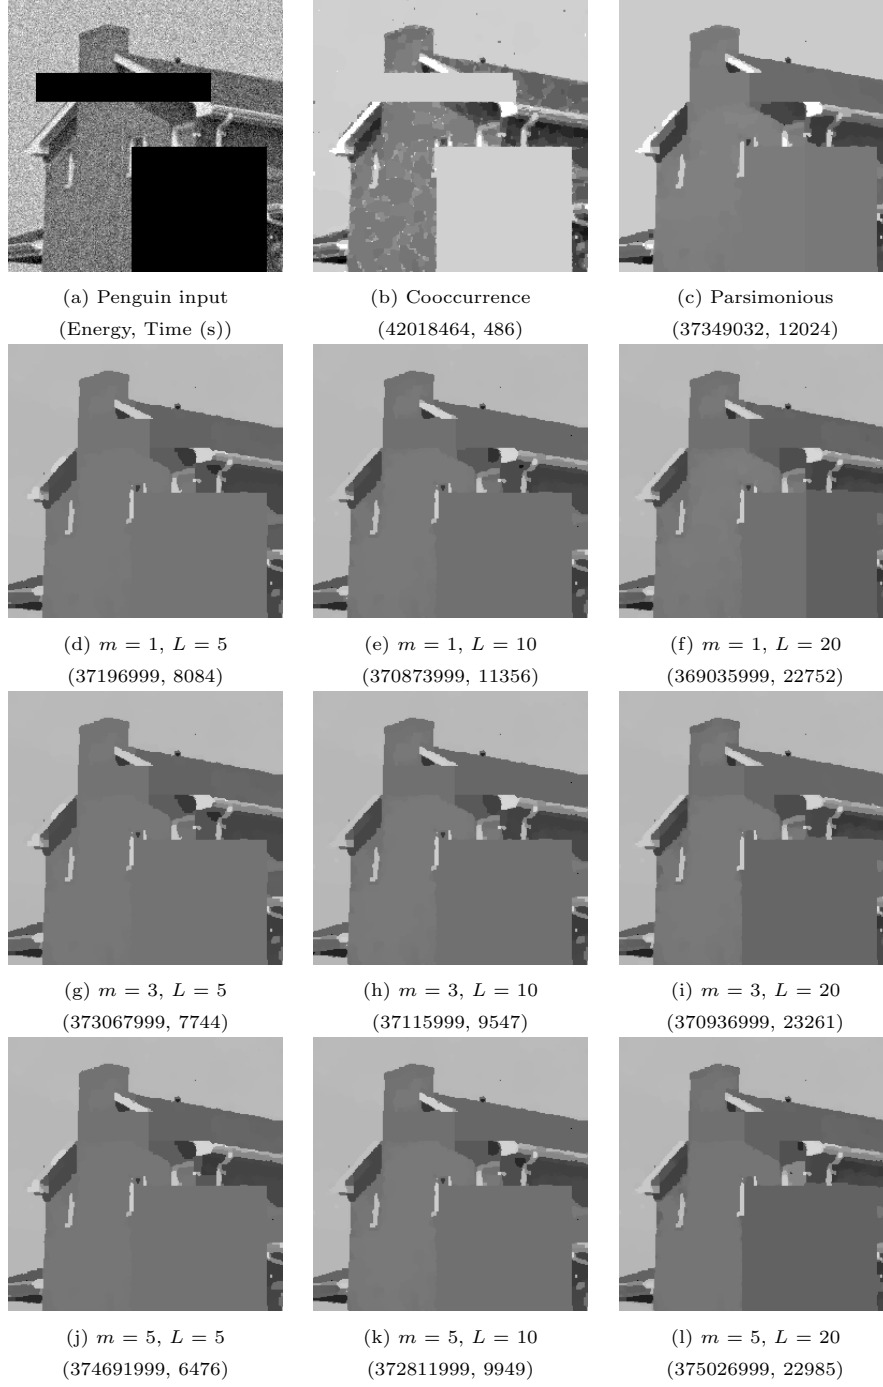 (a) Penguin input
(b) Cooccurrence
(c) Parsimonious
(Energy, Time (s))
(42018464, 486)
(37349032, 12024)
(d) m = 1, L = 5
(e) m = 1, L = 10
(f) m = 1, L = 20
(37196999, 8084)
(370873999, 11356)
(369035999, 22752)
(g) m = 3, L = 5
(h) m = 3, L = 10
(i) m = 3, L = 20
(373067999, 7744)
(37115999, 9547)
(370936999, 23261)
(j) m = 5, L = 5
(k) m = 5, L = 10
(l) m = 5, L = 20
(374691999, 6476)
(372811999, 9949)
(375026999, 22985)